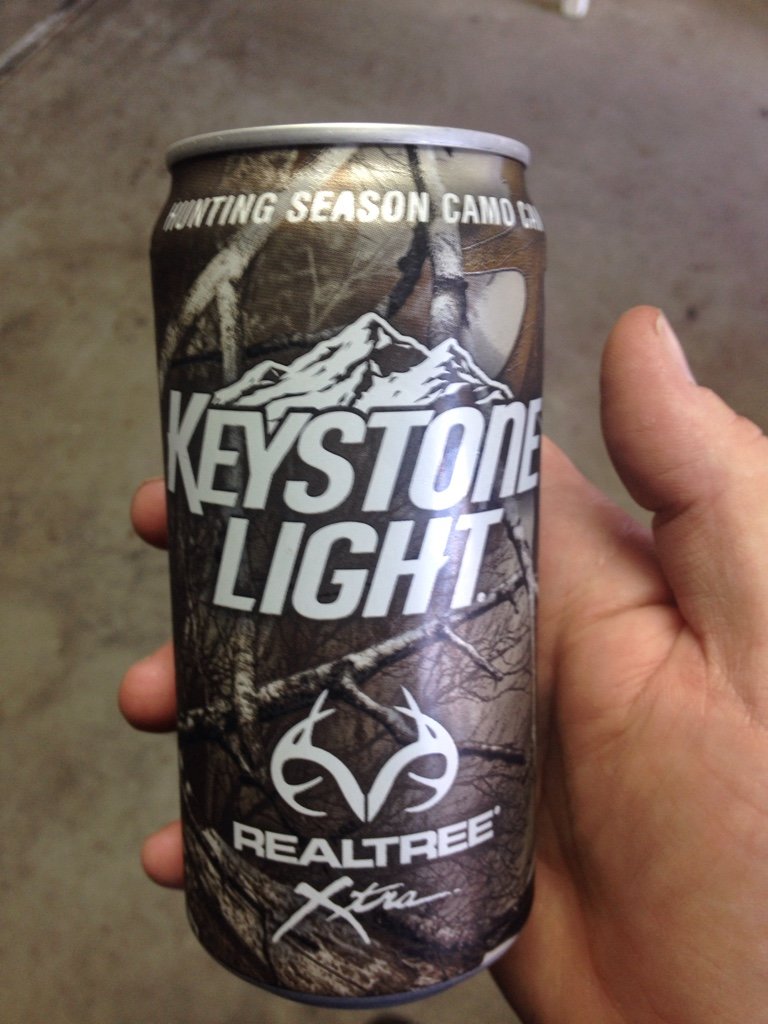 HUNTING SEASON CAMO
KEYSTONE
LIGHT
REALTREE
Xtra